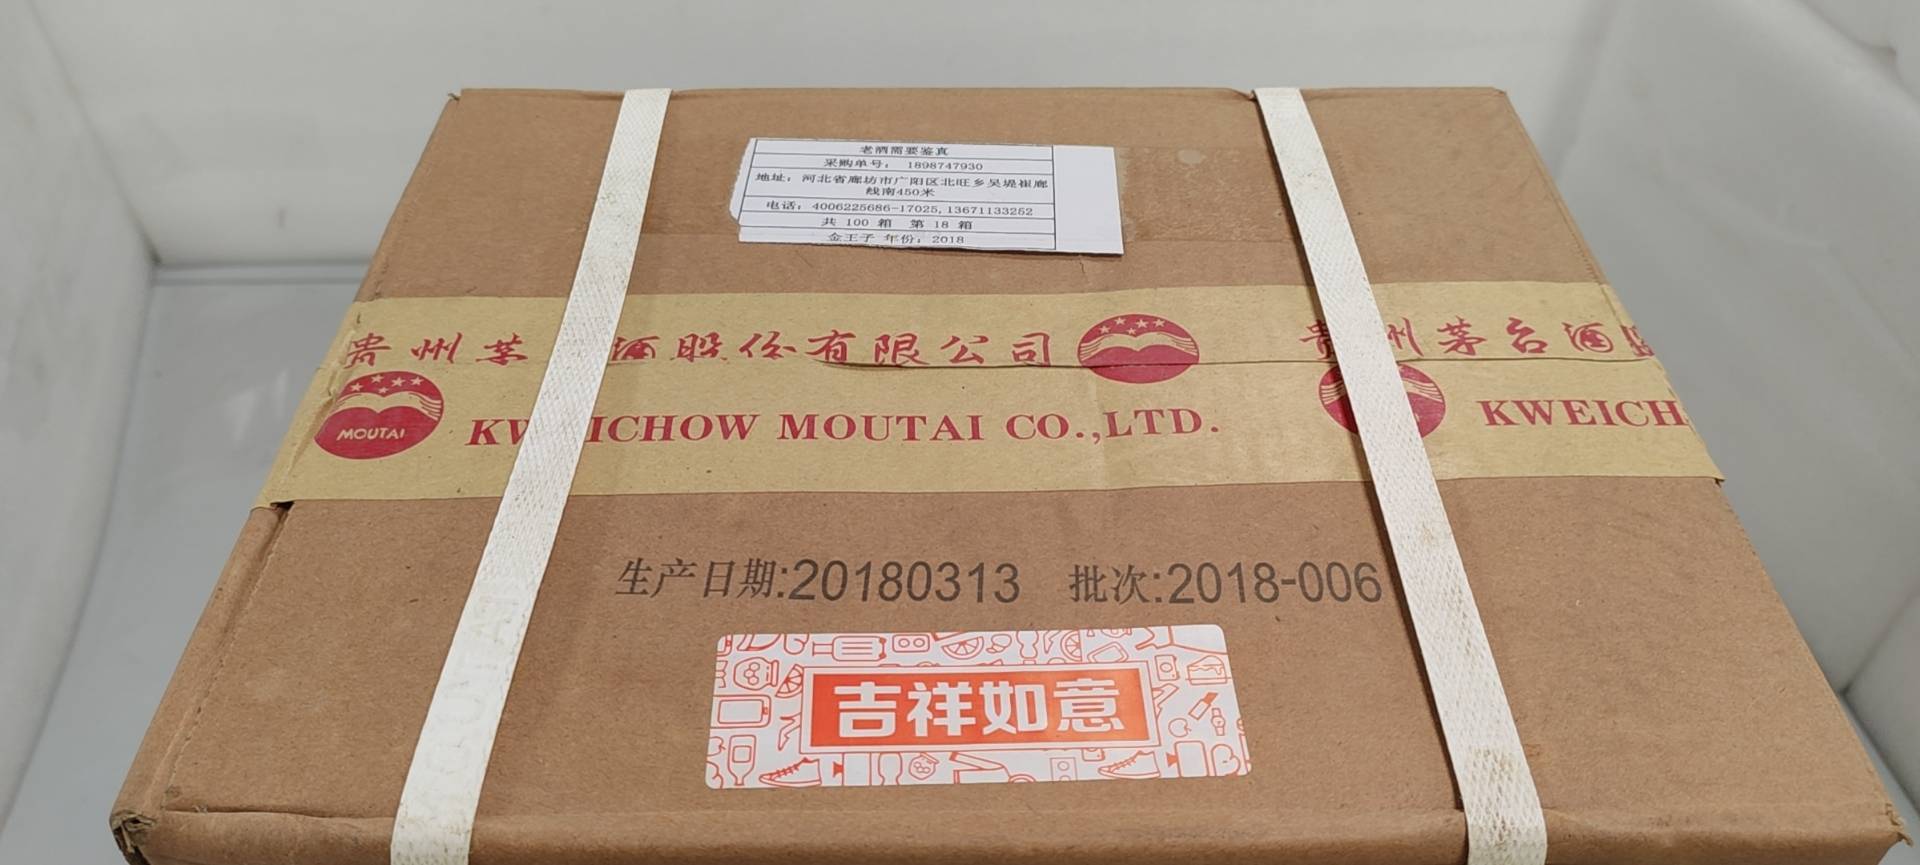 老酒需要鉴真
采购单号： 1898747930
地址：河北省廊坊市广阳区北旺乡吴堤崔廊
线南450米
电话：4006225686-17025,13671133252
共 100 箱 第 18 箱
金王子 年份：2018
贵州茅 酒股份有限公司 贵州茅台酒
MOUTAI KWEICHOW MOUTAI CO.,LTD. KWEICH
生产日期:20180313 批次:2018-006
吉祥如意
MOUTAI